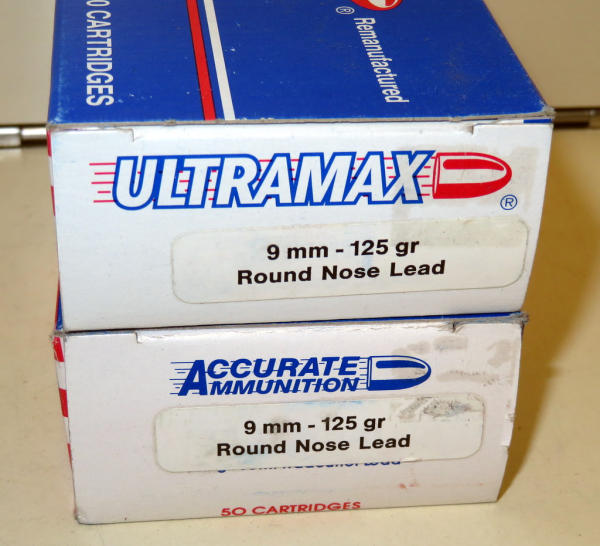 0 CARTRIDGES
® Remanufactured
ULTRAMAX ®
9 mm - 125 gr
Round Nose Lead
ACCURATE
AMMUNITION
9 mm - 125 gr
Round Nose Lead
50 CARTRIDGES